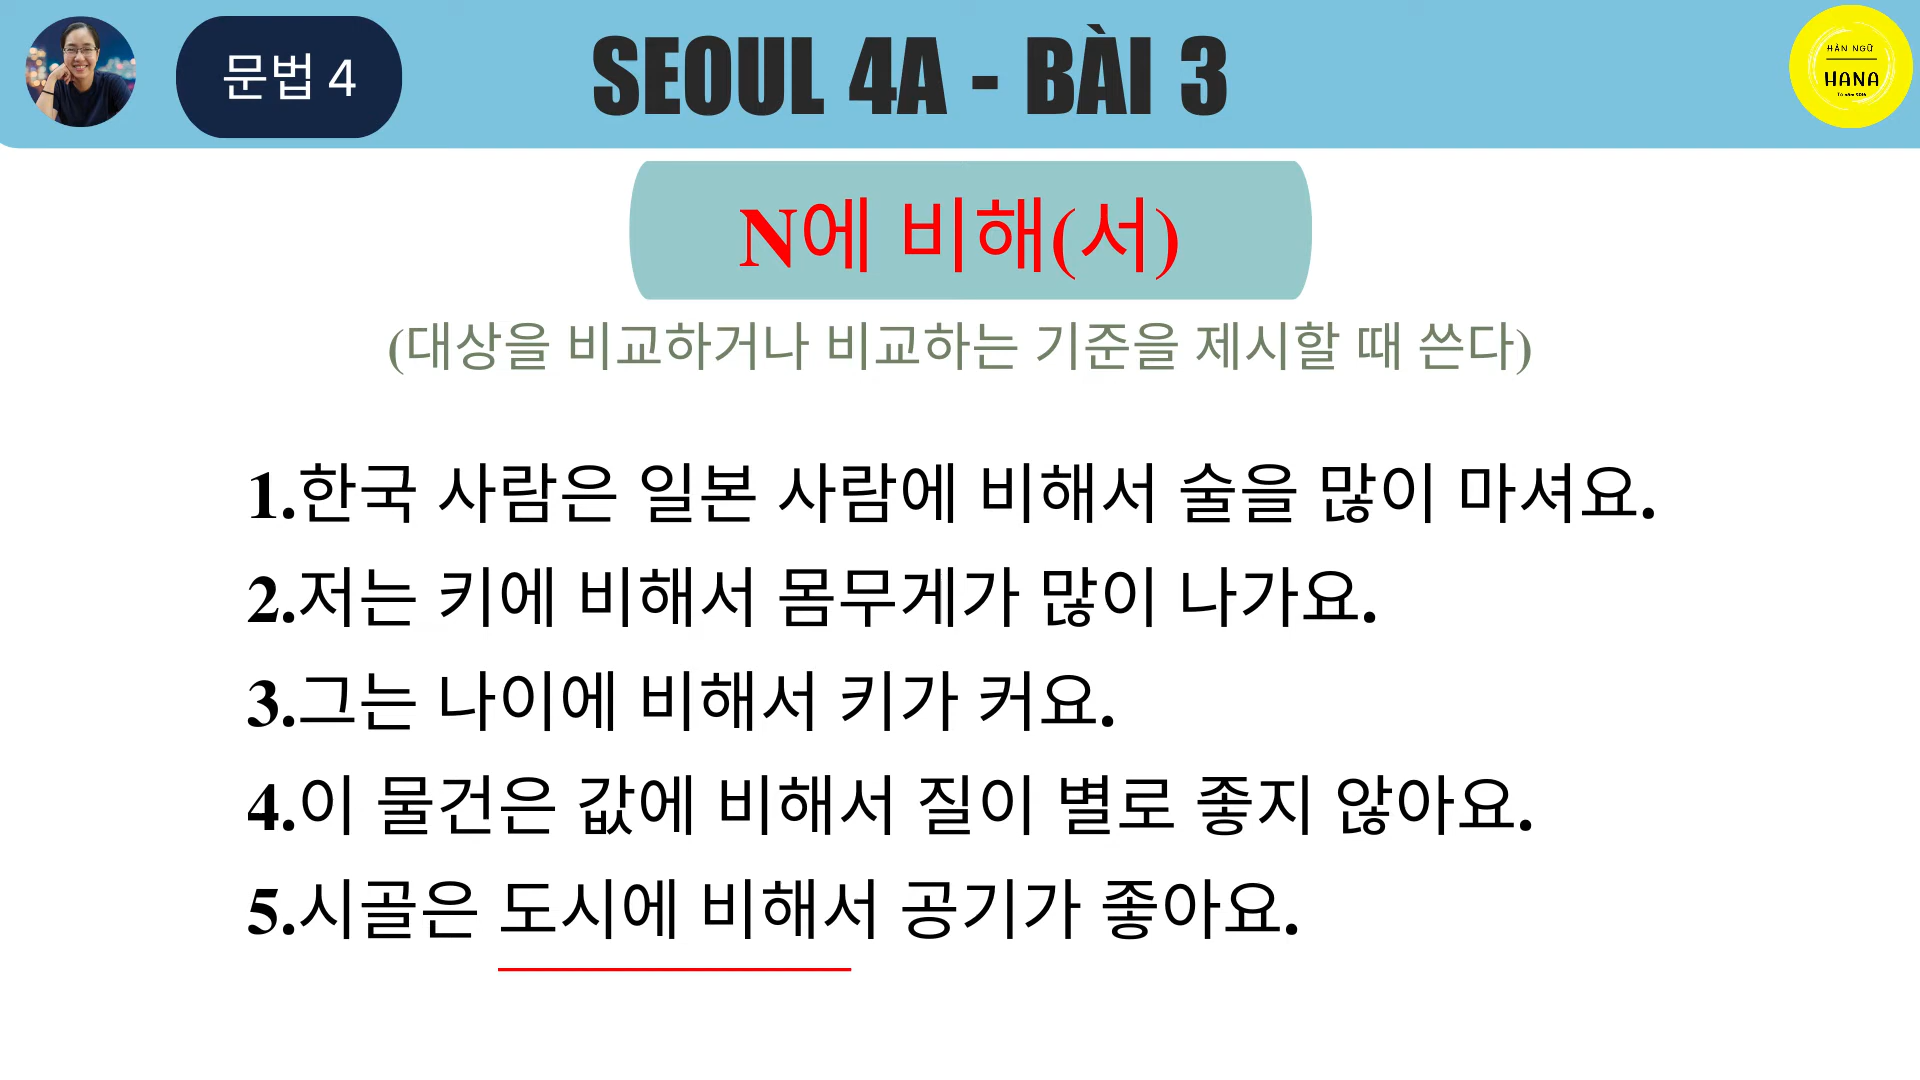 문법 4
SEOUL 4A - BÀI 3
HÀN NGỮ
HANA
N에 비해(서)
(대상을 비교하거나 비교하는 기준을 제시할 때 쓴다)
1.한국 사람은 일본 사람에 비해서 술을 많이 마셔요.
2.저는 키에 비해서 몸무게가 많이 나가요.
3.그는 나이에 비해서 키가 커요.
4.이 물건은 값에 비해서 질이 별로 좋지 않아요.
5.시골은 도시에 비해서 공기가 좋아요.